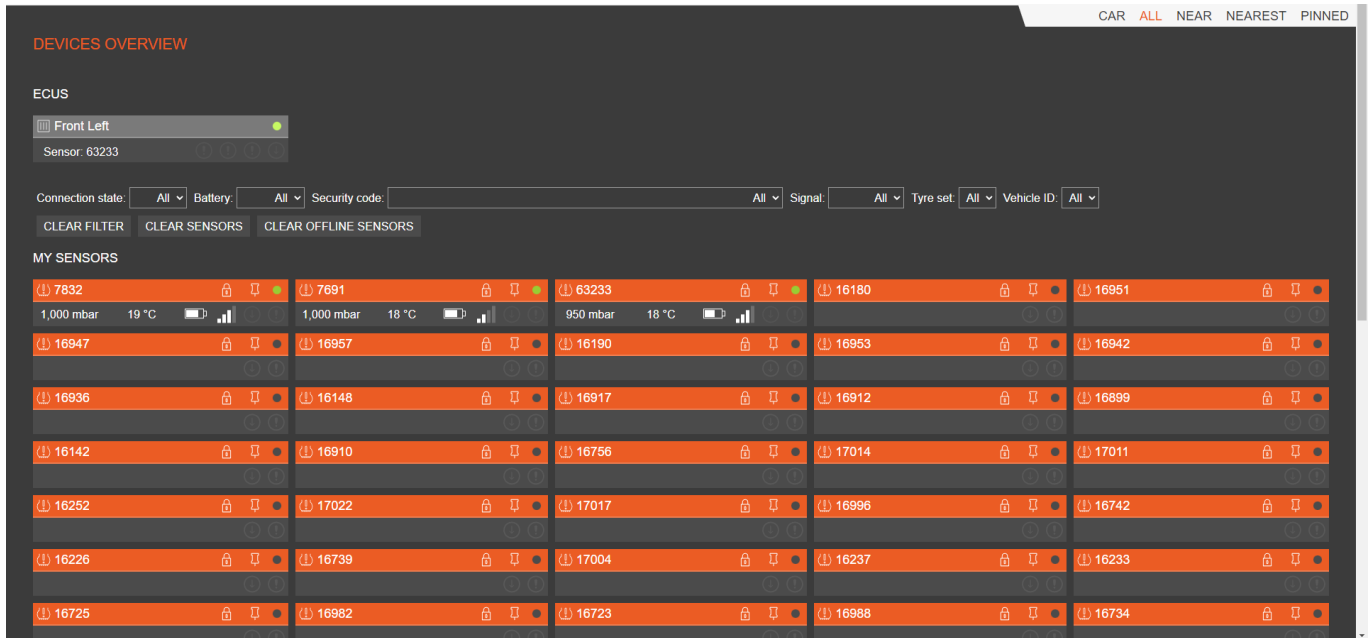 CAR ALL NEAR NEAREST PINNED
DEVICES OVERVIEW
ECUS
Front Left
Sensor: 63233
Connection state: All Battery: All Security code: All Signal: All Tyre set: All Vehicle ID: All
CLEAR FILTER CLEAR SENSORS CLEAR OFFLINE SENSORS
MY SENSORS
7832 7691 63233 16180 16951
1,000 mbar 19 °C 1,000 mbar 18 °C 950 mbar 18 °C
16947 16957 16190 16953 16942
16936 16148 16917 16912 16899
16142 16910 16756 17014 17011
16252 17022 17017 16996 16742
16226 16739 17004 16237 16233
16725 16982 16723 16988 16734